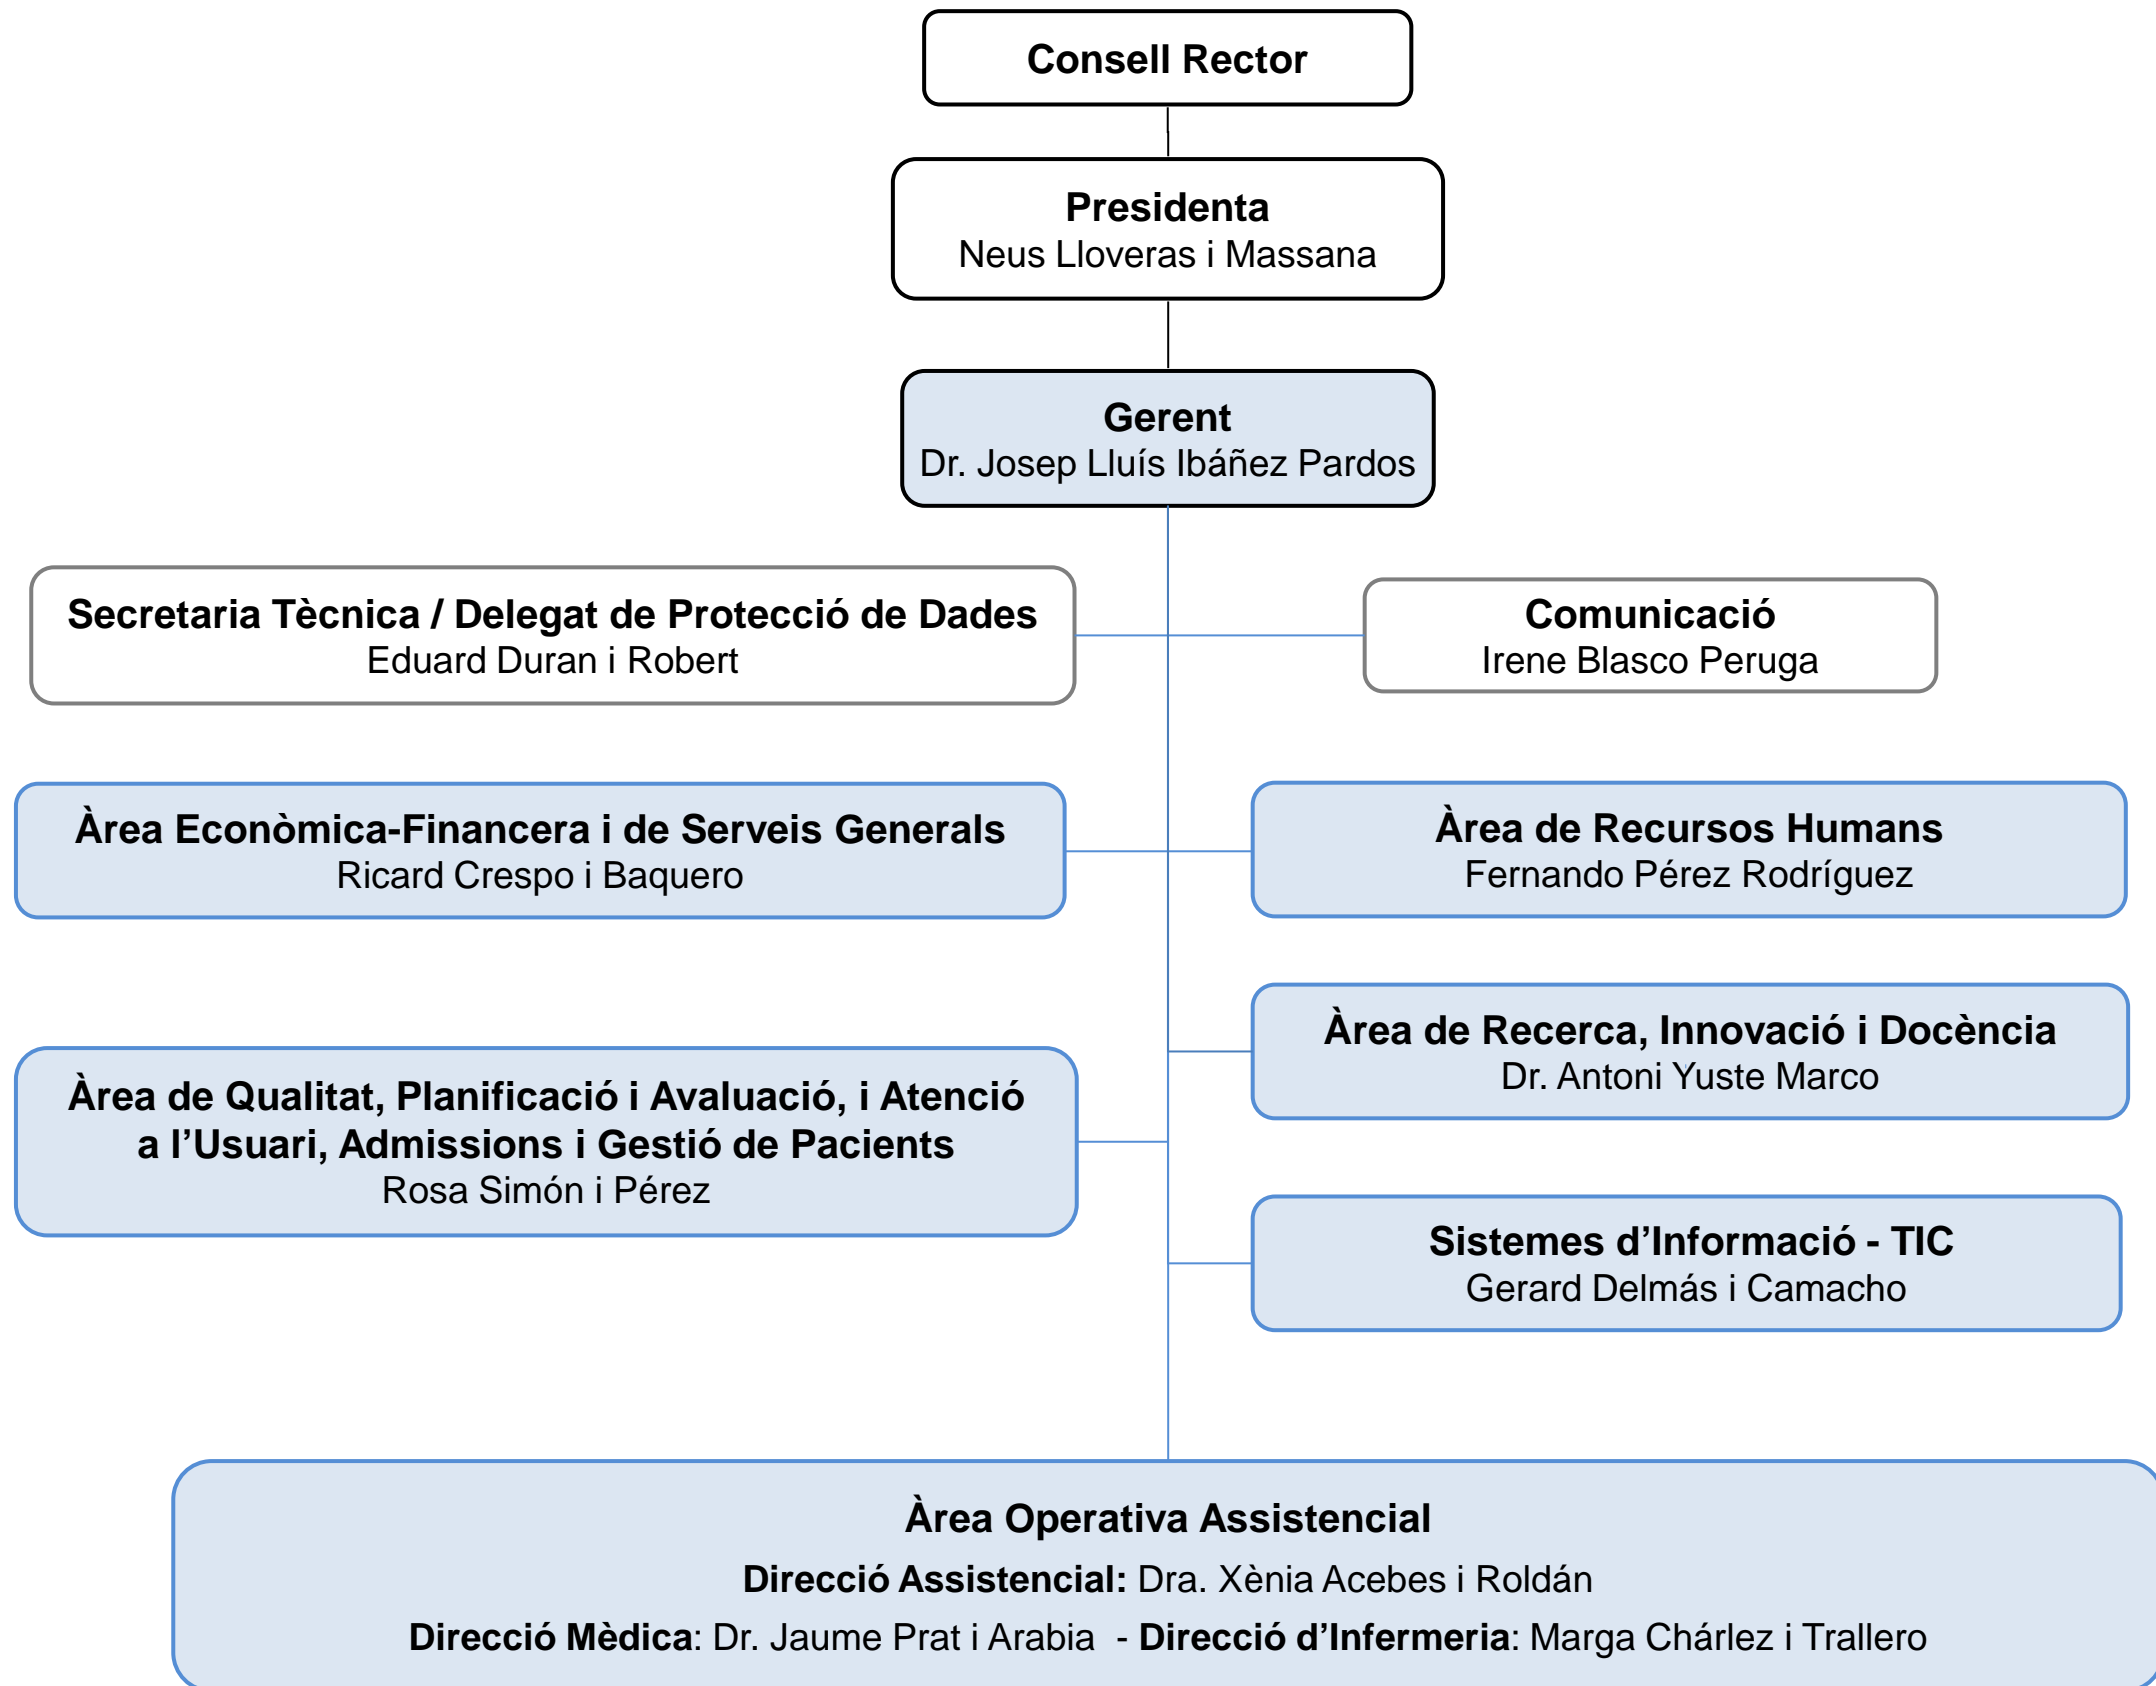 Consell Rector
Presidenta
Neus Lloveras i Massana
Gerent
Dr. Josep Lluís Ibáñez Pardos
Secretaria Tècnica / Delegat de Protecció de Dades
Eduard Duran i Robert
Comunicació
Irene Blasco Peruga
Àrea Econòmica-Financera i de Serveis Generals
Ricard Crespo i Baquero
Àrea de Recursos Humans
Fernando Pérez Rodríguez
Àrea de Recerca, Innovació i Docència
Dr. Antoni Yuste Marco
Àrea de Qualitat, Planificació i Avaluació, i Atenció
a l’Usuari, Admissions i Gestió de Pacients
Rosa Simón i Pérez
Sistemes d’Informació - TIC
Gerard Delmás i Camacho
Àrea Operativa Assistencial
Direcció Assistencial: Dra. Xènia Acebes i Roldán
Direcció Mèdica: Dr. Jaume Prat i Arabia - Direcció d’Infermeria: Marga Chárlez i Trallero